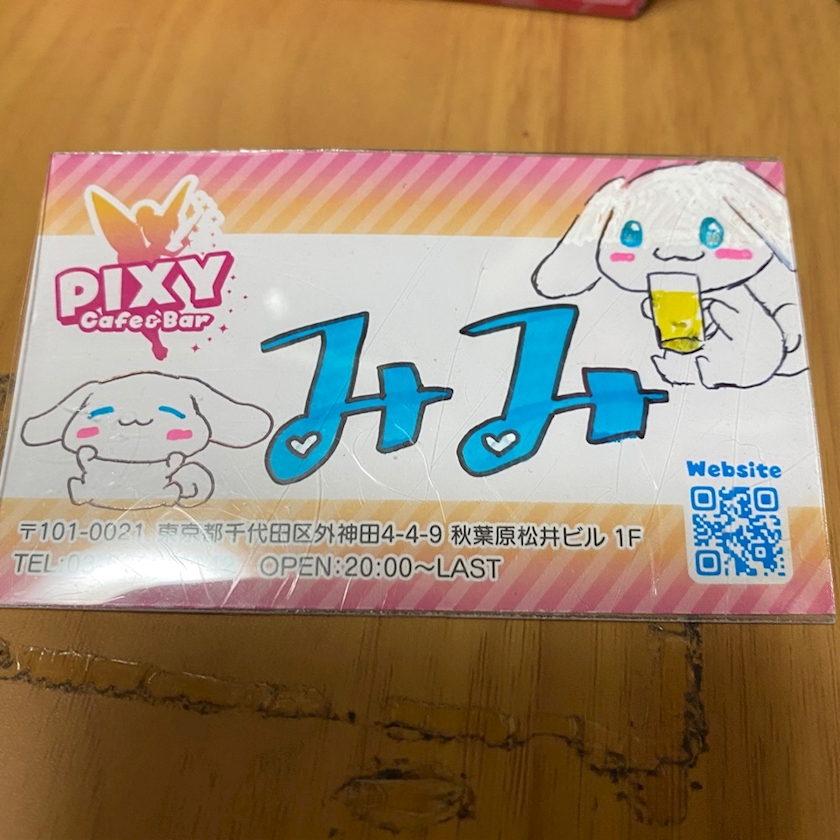 PIXY
Cafe&Bar
みみ
Website
〒101-0021 東京都千代田区外神田4-4-9 秋葉原松井ビル 1F
TEL: OPEN:20:00〜LAST